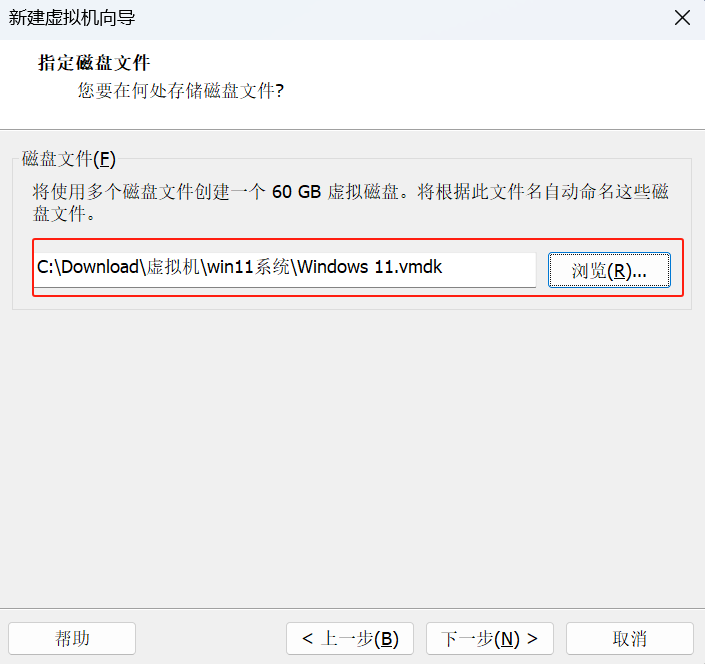 新建虚拟机向导
指定磁盘文件
您要在何处存储磁盘文件?
磁盘文件(F)
将使用多个磁盘文件创建一个 60 GB 虚拟磁盘。将根据此文件名自动命名这些磁
盘文件。
C:\Download\虚拟机\win11系统\Windows 11.vmdk
浏览(R)...
帮助
< 上一步(B)
下一步(N) >
取消